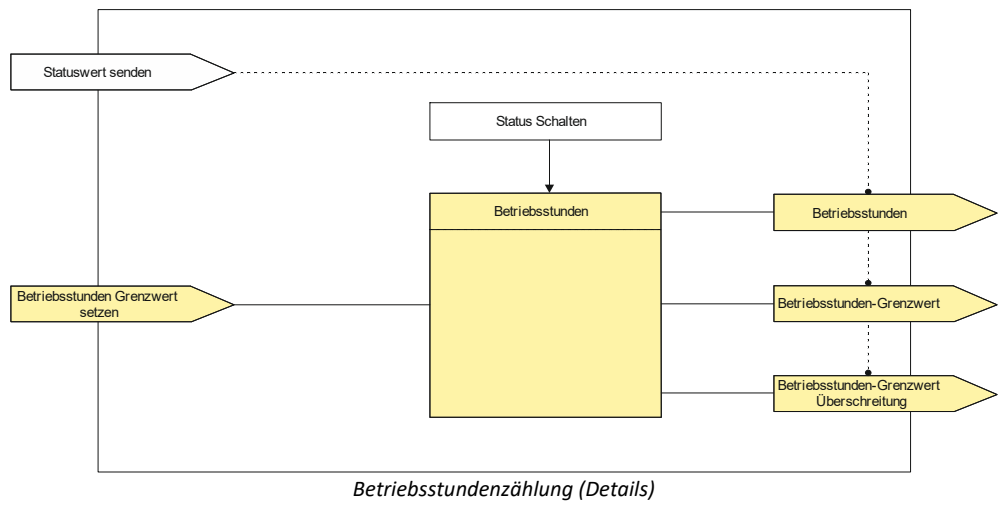 Statuswert senden
Status Schalten
Betriebsstunden
Betriebsstunden
Betriebsstunden Grenzwert
setzen
Betriebsstunden-Grenzwert
Betriebsstunden-Grenzwert
Überschreitung
Betriebsstundenzählung (Details)